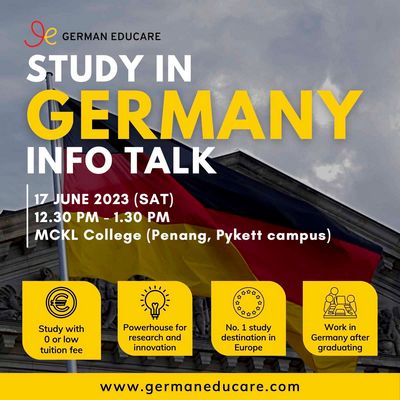 GERMAN EDUCARE
STUDY IN
GERMANY
INFO TALK
17 JUNE 2023 (SAT)
12.30 PM - 1.30 PM
MCKL College (Penang, Pykett campus)
Study with
0 or low
tuition fee
Powerhouse for
research and
innovation
No. 1 study
destination in
Europe
Work in
Germany after
graduating
www.germaneducare.com